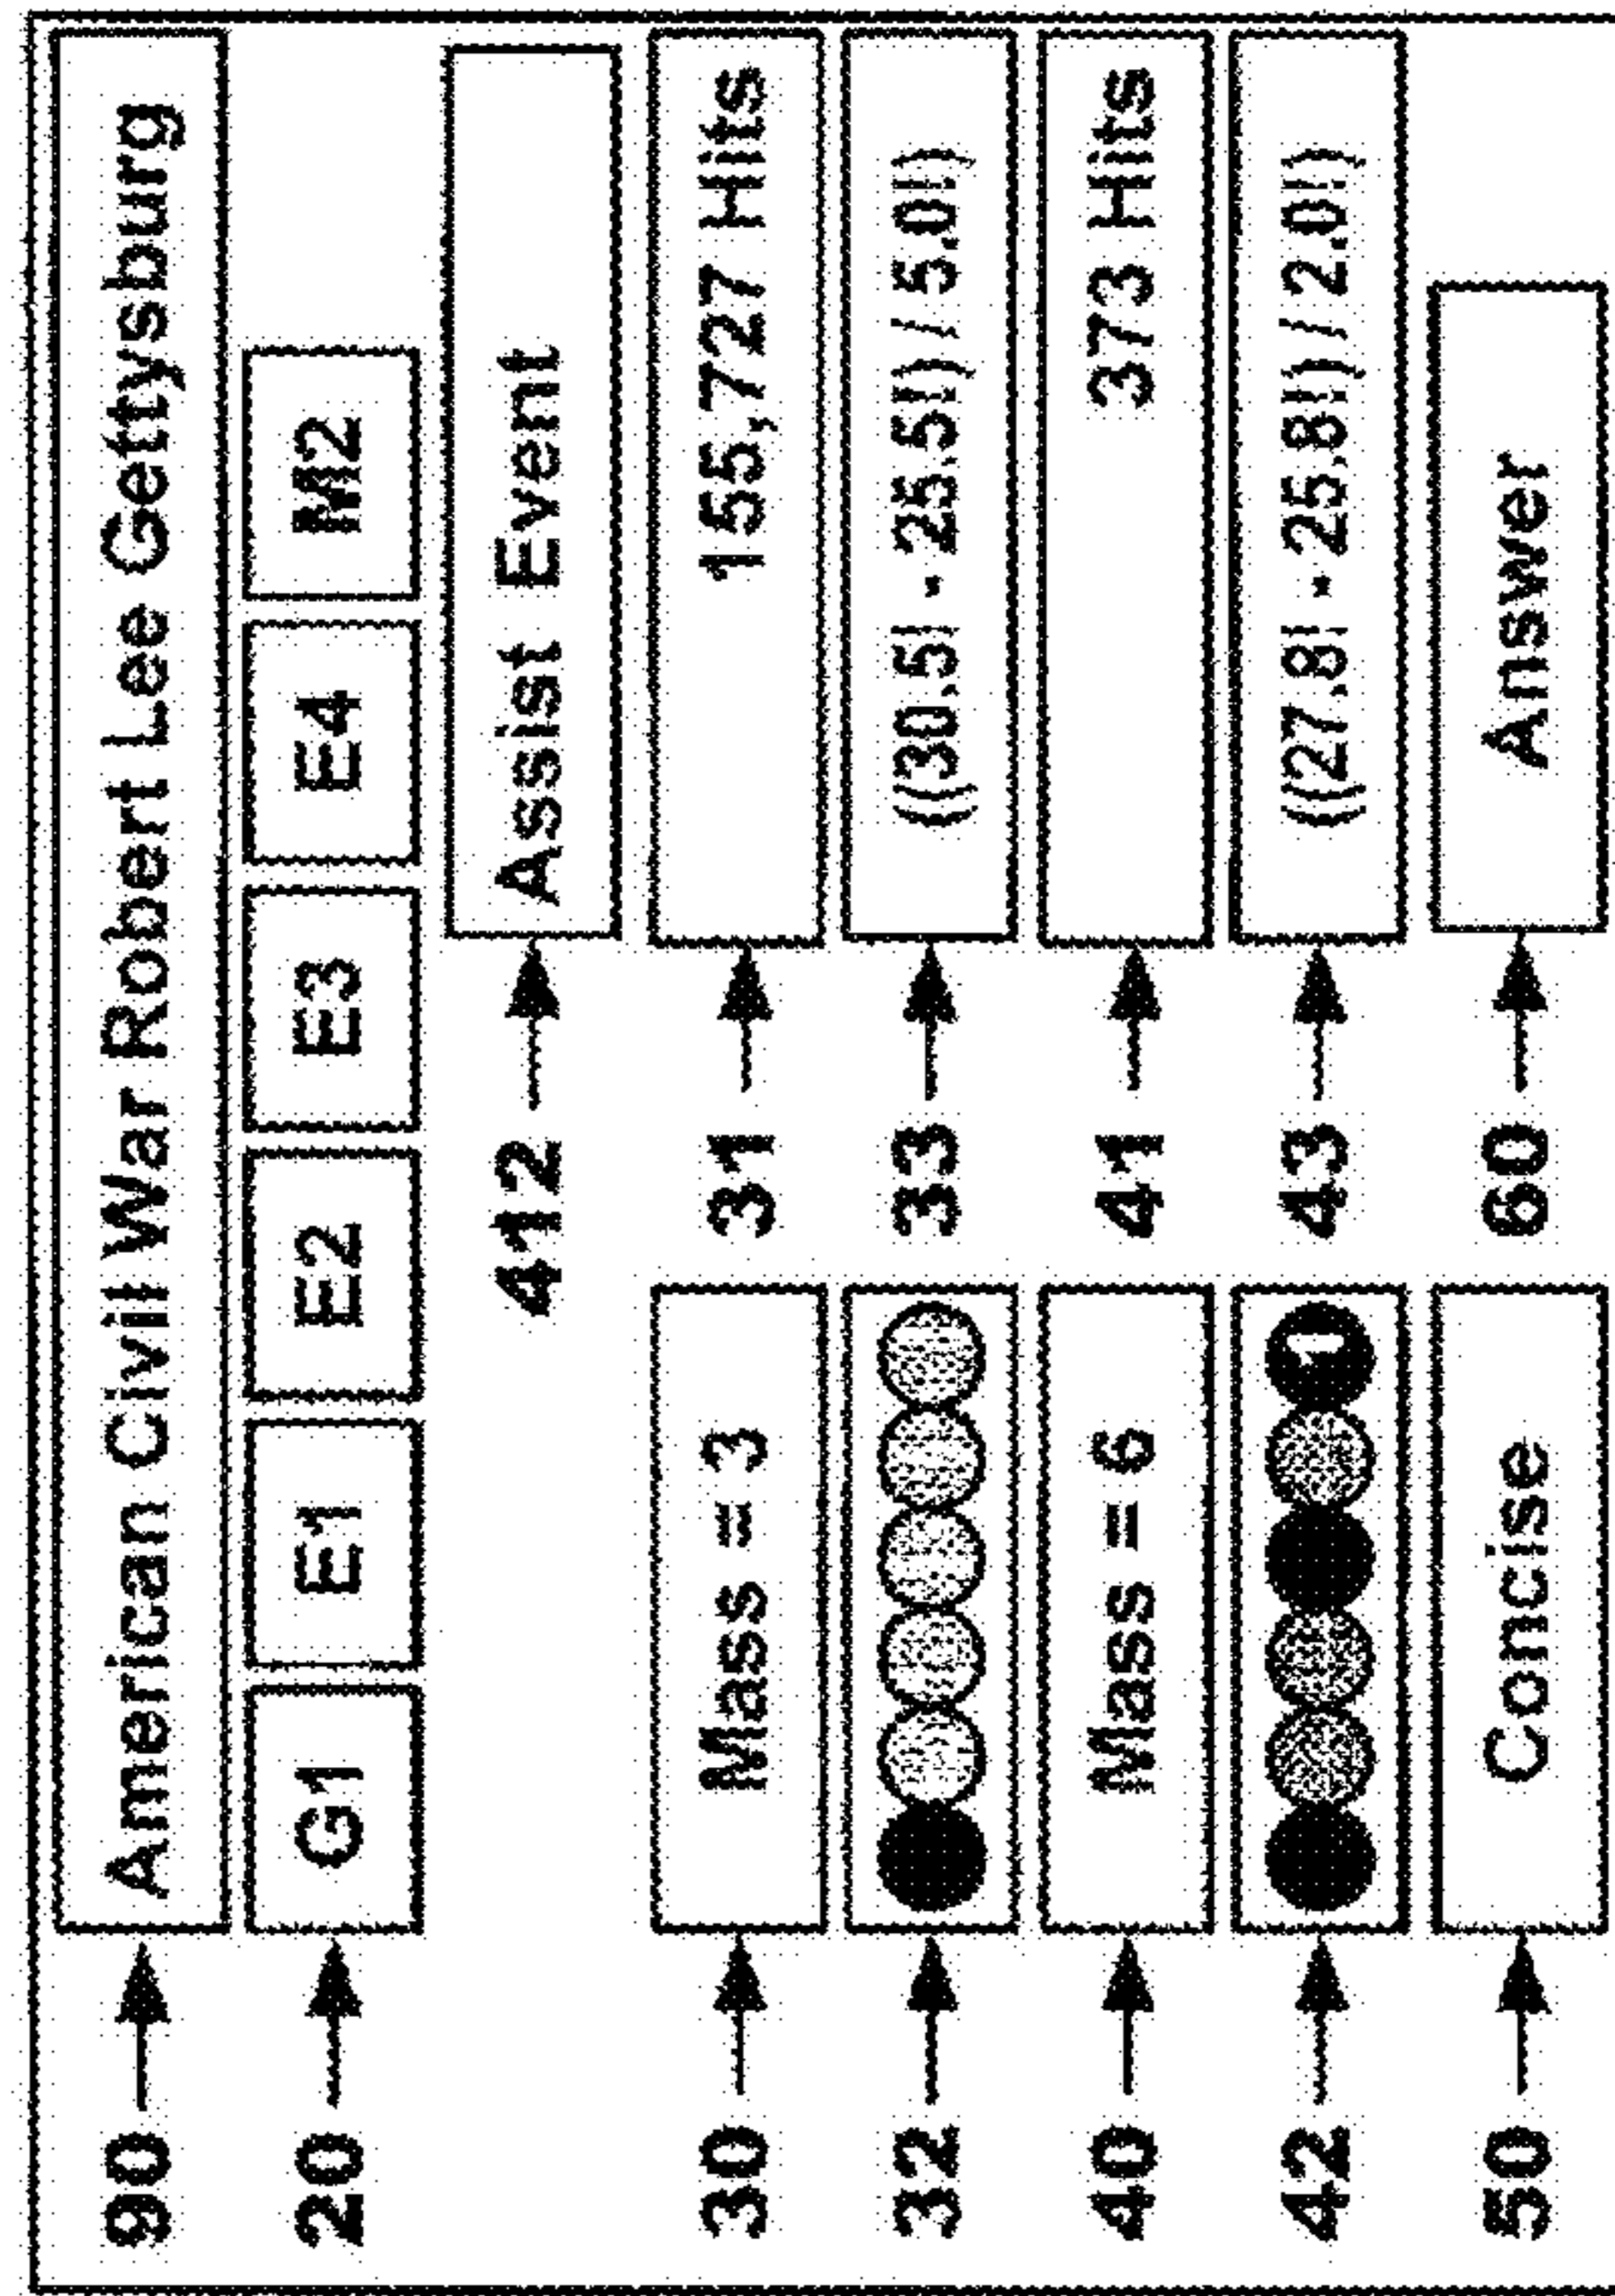 90 American Civil War Robert Lee Gettysburg
20 G1 E1 E2 E3 E4 M2
412 Assist Event
30 Mass = 3 31 155,727 Hits
32 33 ((30.5! - 25.5!!) / 5.0!!)
40 Mass = 6 41 373 Hits
42 1 43 ((27.8! - 25.8!!) / 2.0!!)
50 Concise 60 Answer